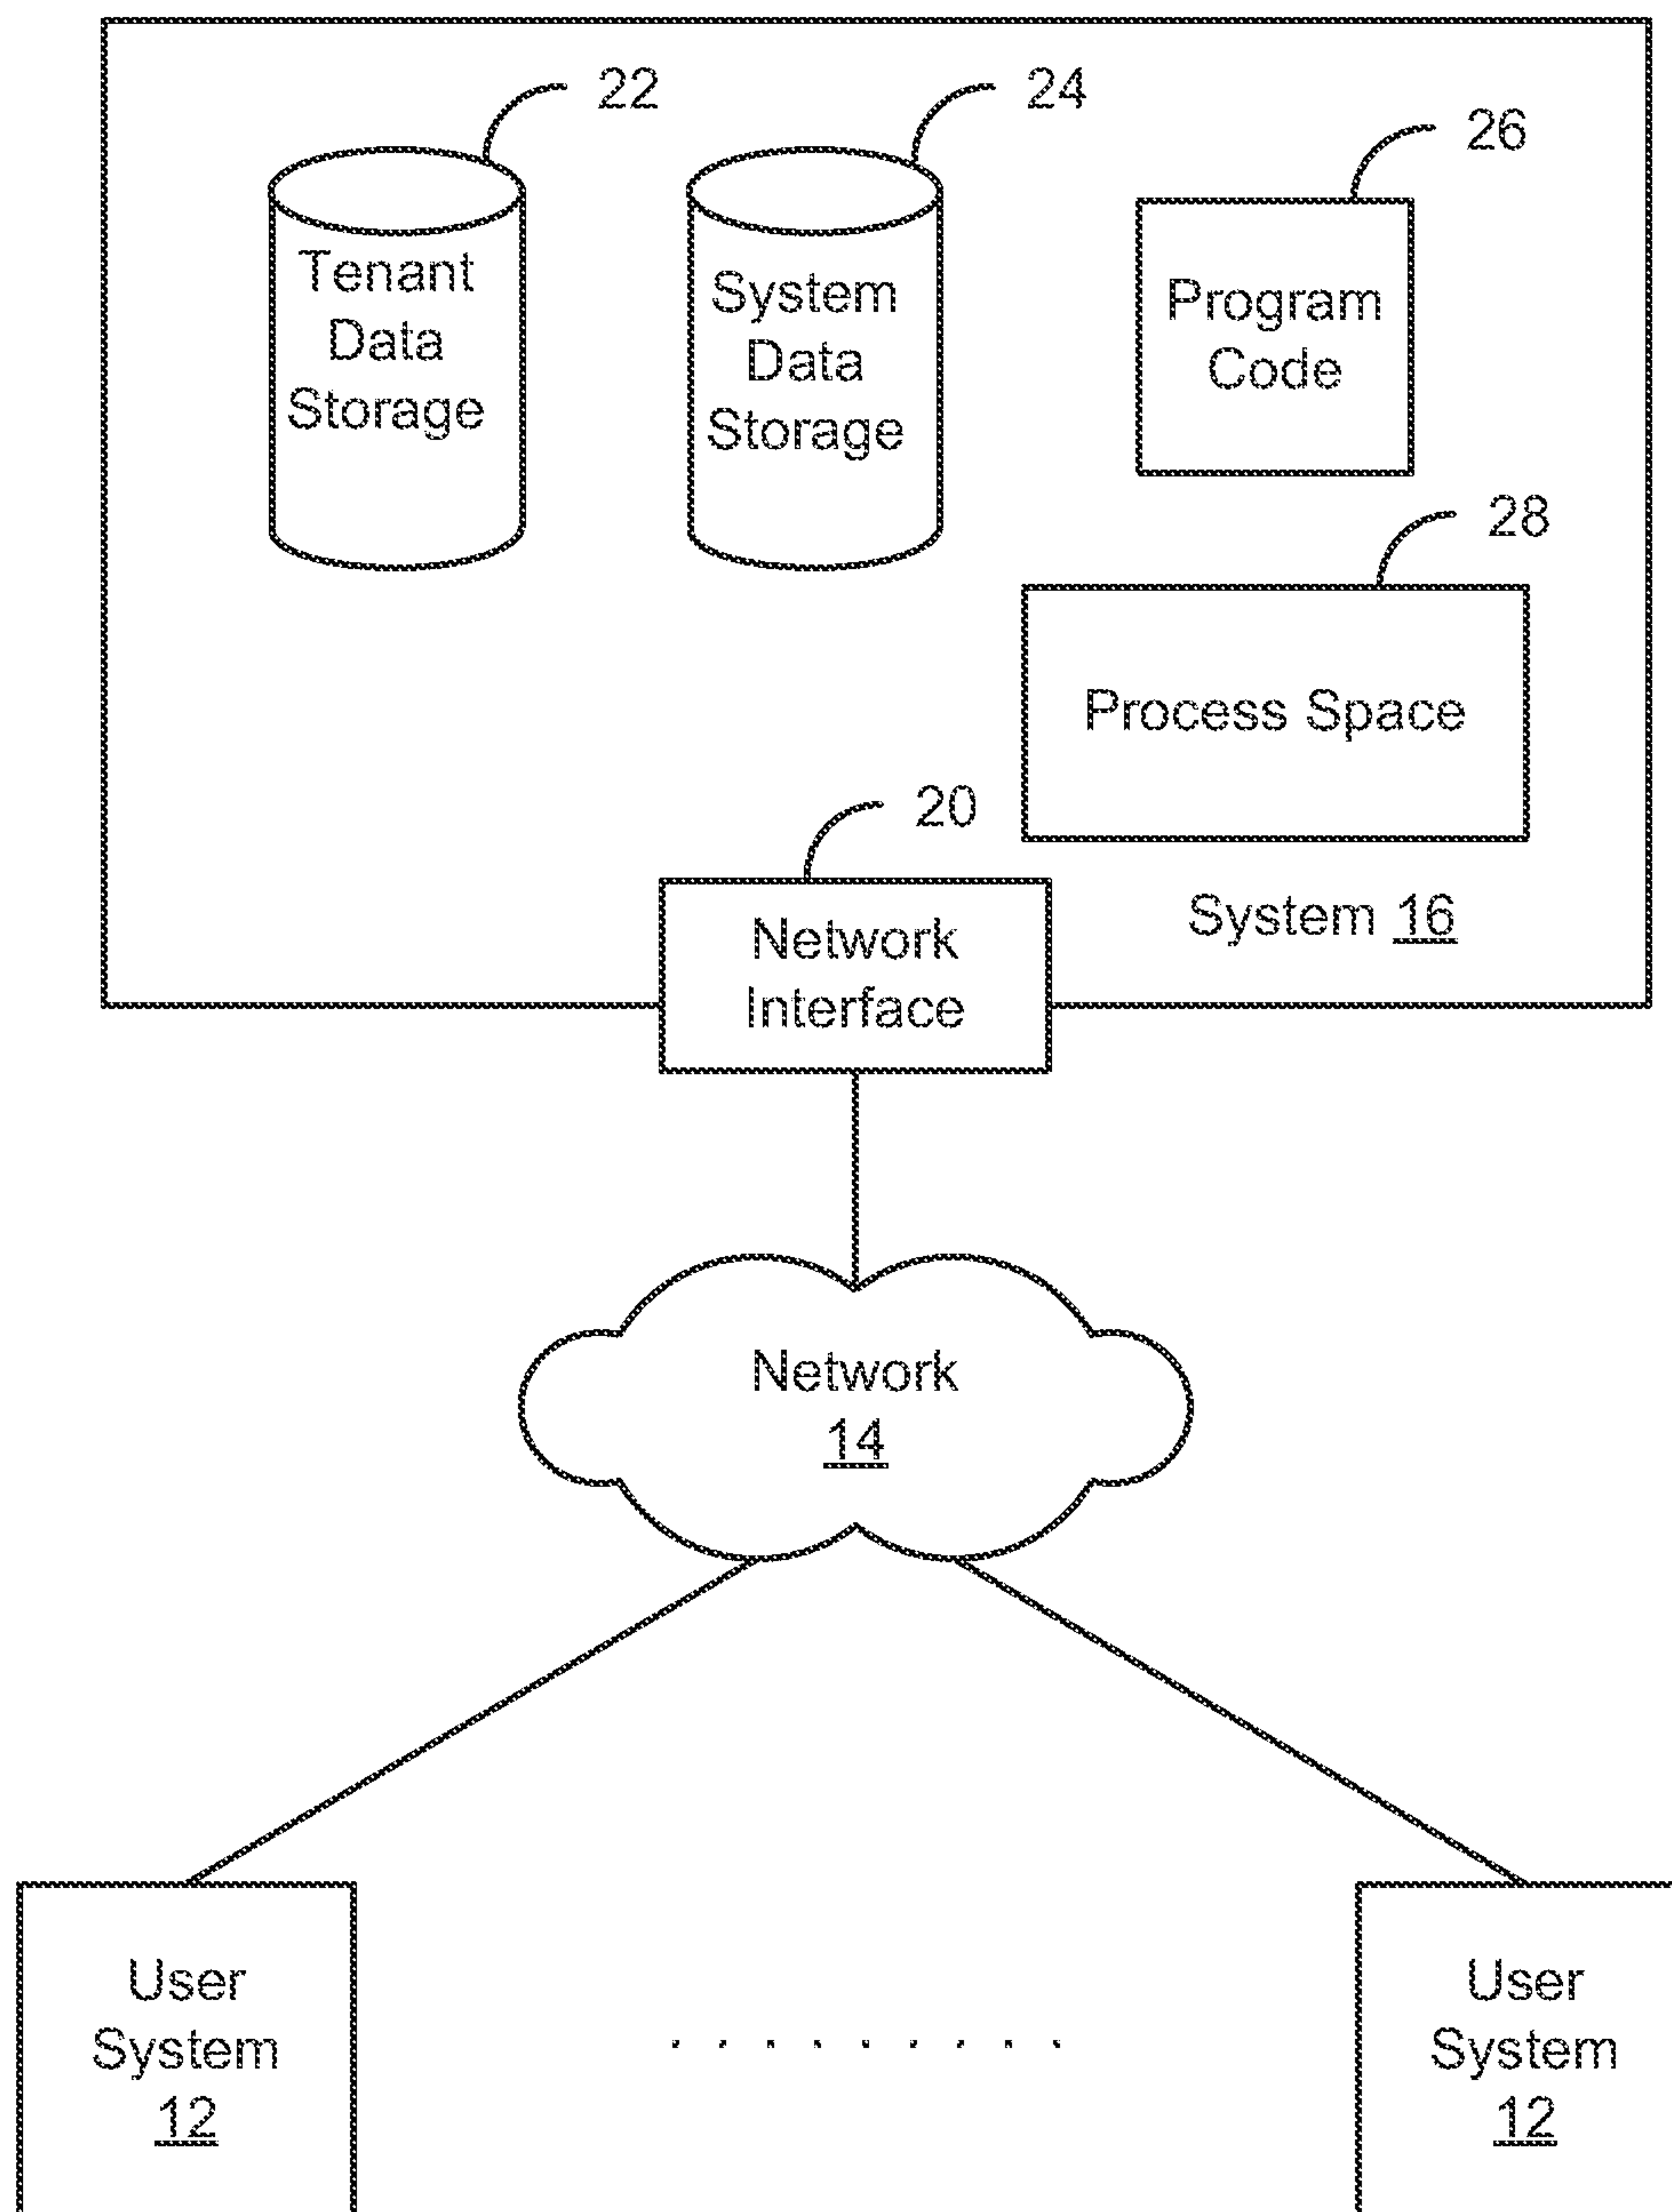 22
24
26
Tenant
Data
Storage
System
Data
Storage
Program
Code
28
Process Space
20
Network
Interface
System 16
Network
14
User
System
12
User
System
12